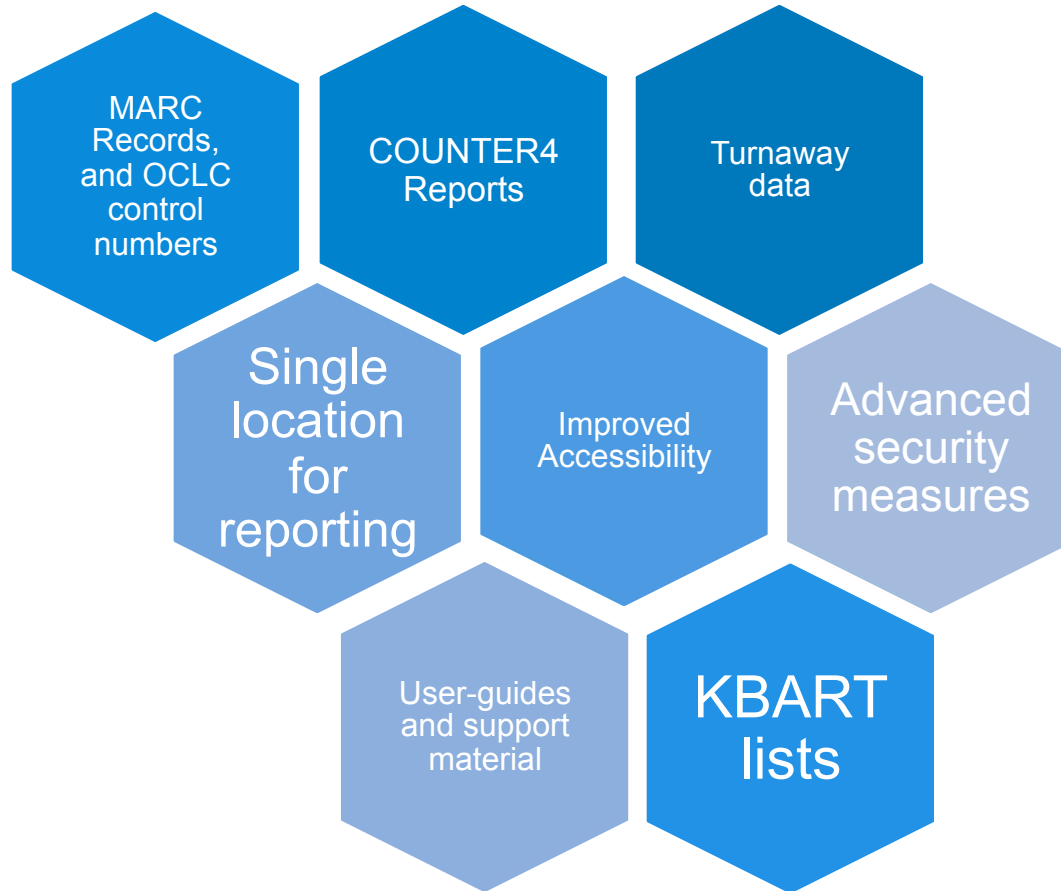 MARC
Records,
and OCLC
control
numbers
COUNTER4
Reports
Turnaway
data
Single
location
for
reporting
Improved
Accessibility
Advanced
security
measures
User-guides
and support
material
KBART
lists